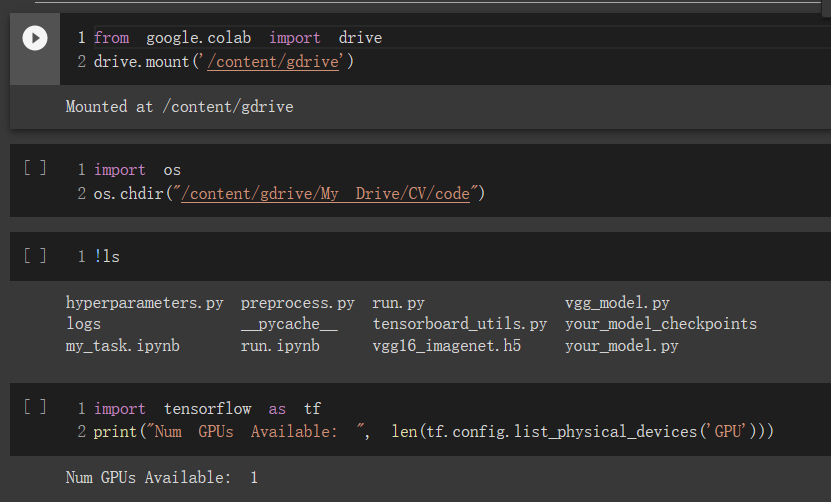 1 from google.colab import drive
2 drive.mount('/content/gdrive')
Mounted at /content/gdrive
[ ] 1 import os
2 os.chdir("/content/gdrive/My Drive/CV/code")
[ ] 1 !ls
hyperparameters.py preprocess.py run.py vgg_model.py
logs __pycache__ tensorboard_utils.py your_model_checkpoints
my_task.ipynb run.ipynb vgg16_imagenet.h5 your_model.py
[ ] 1 import tensorflow as tf
2 print("Num GPUs Available: ", len(tf.config.list_physical_devices('GPU')))
Num GPUs Available: 1